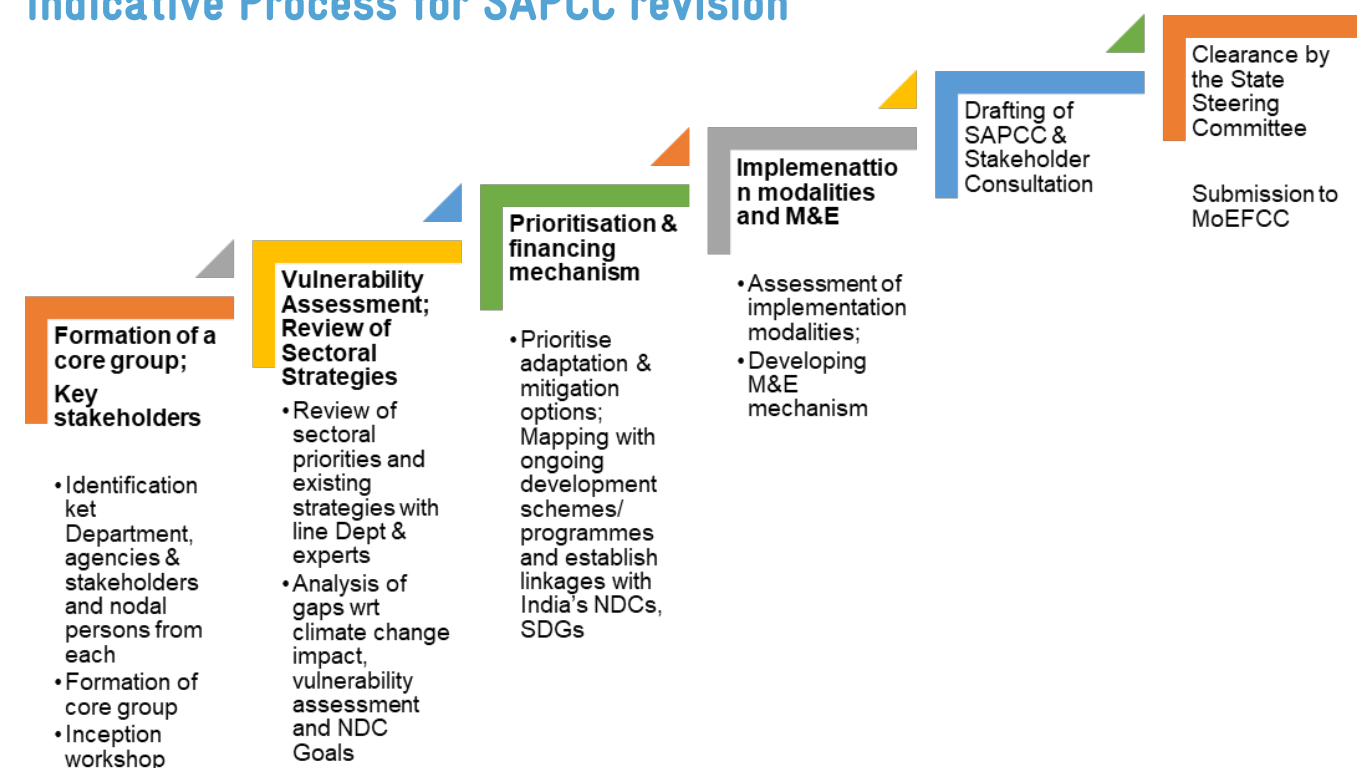 Indicative Process for SAPCC revision
Formation of a
core group;
Key
stakeholders
•Identification
ket
Department,
agencies &
stakeholders
and nodal
persons from
each
•Formation of
core group
•Inception
workshop
Vulnerability
Assessment;
Review of
Sectoral
Strategies
•Review of
sectoral
priorities and
existing
strategies with
line Dept &
experts
•Analysis of
gaps wrt
climate change
impact,
vulnerability
assessment
and NDC
Goals
Prioritisation &
financing
mechanism
•Prioritise
adaptation &
mitigation
options;
Mapping with
ongoing
development
schemes/
programmes
and establish
linkages with
India's NDCs,
SDGs
Implemenattio
n modalities
and M&E
•Assessment of
implementation
modalities;
•Developing
M&E
mechanism
Drafting of
SAPCC &
Stakeholder
Consultation
Clearance by
the State
Steering
Committee
Submission to
MoEFCC